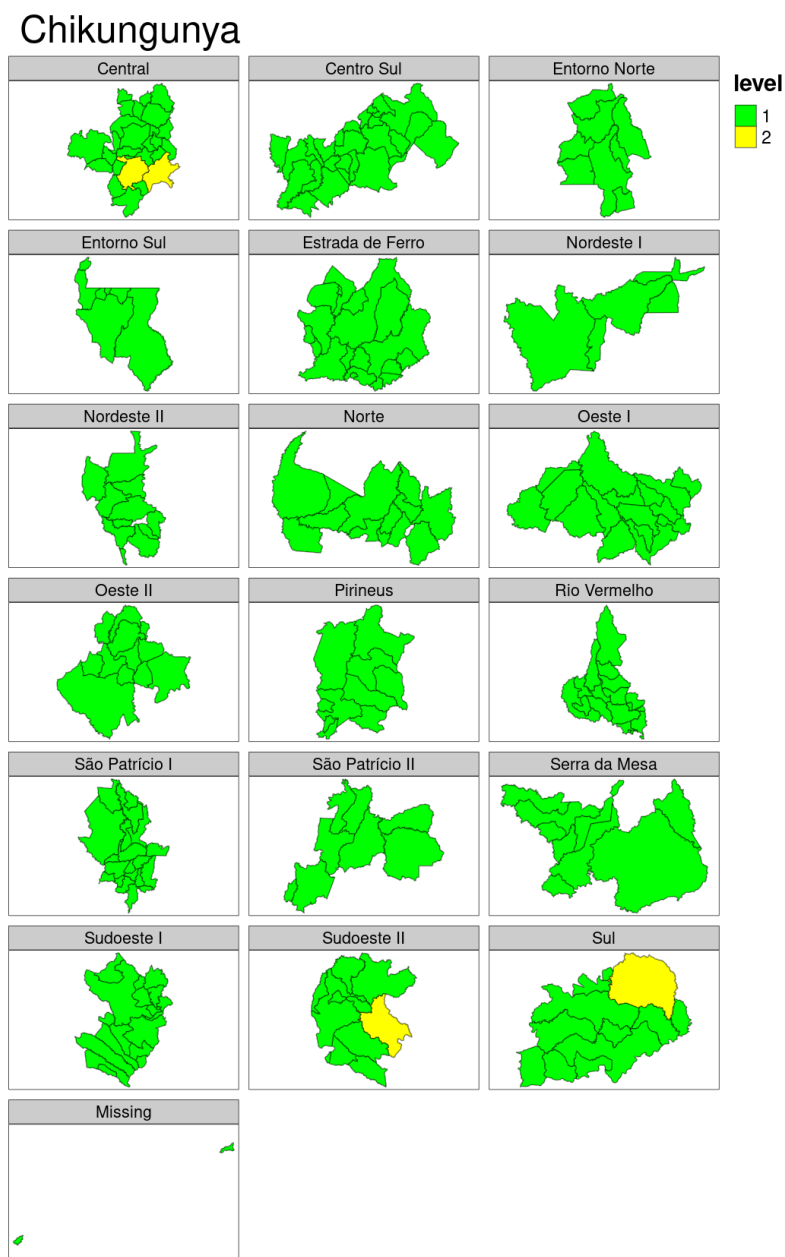 Chikungunya
Central
Centro Sul
Entorno Norte
level
1
2
Entorno Sul
Estrada de Ferro
Nordeste I
Nordeste II
Norte
Oeste I
Oeste II
Pirineus
Rio Vermelho
São Patrício I
São Patrício II
Serra da Mesa
Sudoeste I
Sudoeste II
Sul
Missing